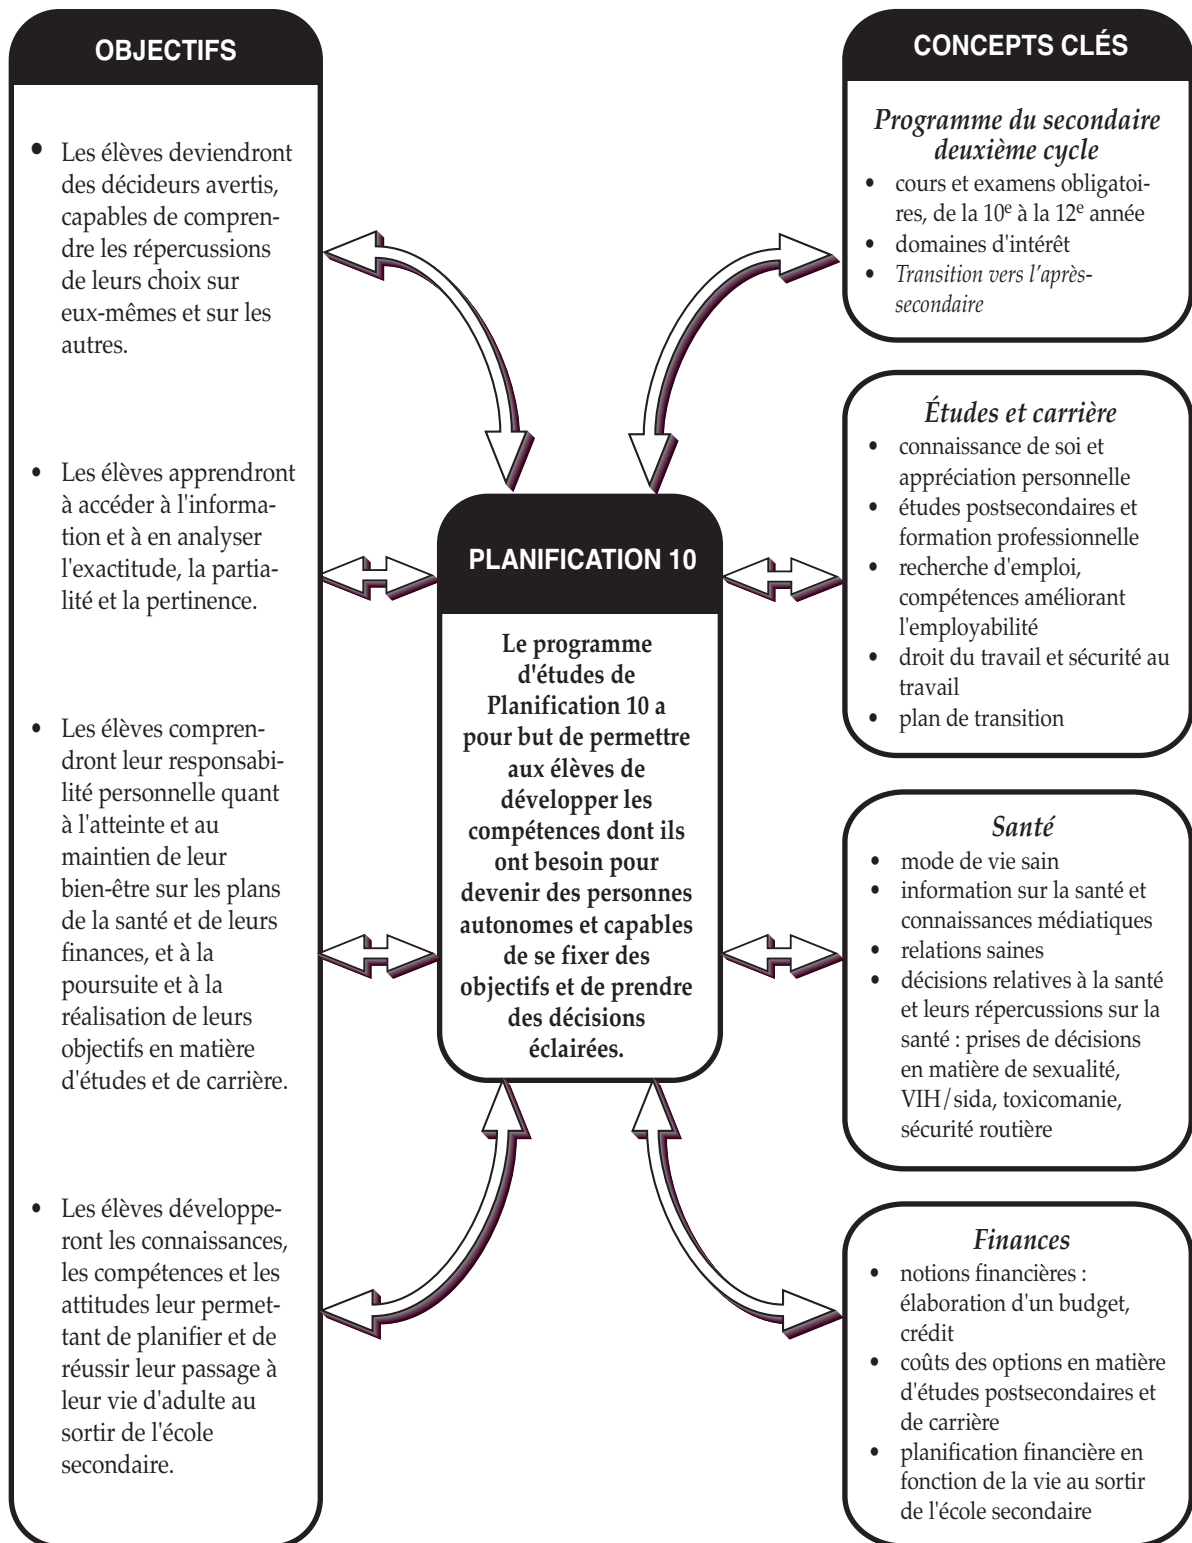 OBJECTIFS
• Les élèves deviendront
des décideurs avertis,
capables de compren-
dre les répercussions
de leurs choix sur
eux-mêmes et sur les
autres.
• Les élèves apprendront
à accéder à l'informa-
tion et à en analyser
l'exactitude, la partia-
lité et la pertinence.
• Les élèves compren-
dront leur responsabi-
lité personnelle quant
à l'atteinte et au
maintien de leur
bien-être sur les plans
de la santé et de leurs
finances, et à la
poursuite et à la
réalisation de leurs
objectifs en matière
d'études et de carrière.
• Les élèves développe-
ront les connaissances,
les compétences et les
attitudes leur permet-
tant de planifier et de
réussir leur passage à
leur vie d'adulte au
sortir de l'école
secondaire.
PLANIFICATION 10
Le programme
d'études de
Planification 10 a
pour but de permettre
aux élèves de
développer les
compétences dont ils
ont besoin pour
devenir des personnes
autonomes et capables
de se fixer des
objectifs et de prendre
des décisions
éclairées.
CONCEPTS CLÉS
Programme du secondaire
deuxième cycle
• cours et examens obligatoi-
res, de la 10e à la 12e année
• domaines d'intérêt
• Transition vers l'après-
secondaire
Études et carrière
• connaissance de soi et
appréciation personnelle
• études postsecondaires et
formation professionnelle
• recherche d'emploi,
compétences améliorant
l'employabilité
• droit du travail et sécurité au
travail
• plan de transition
Santé
• mode de vie sain
• information sur la santé et
connaissances médiatiques
• relations saines
• décisions relatives à la santé
et leurs répercussions sur la
santé : prises de décisions
en matière de sexualité,
VIH/sida, toxicomanie,
sécurité routière
Finances
• notions financières :
élaboration d'un budget,
crédit
• coûts des options en matière
d'études postsecondaires et
de carrière
• planification financière en
fonction de la vie au sortir
de l'école secondaire